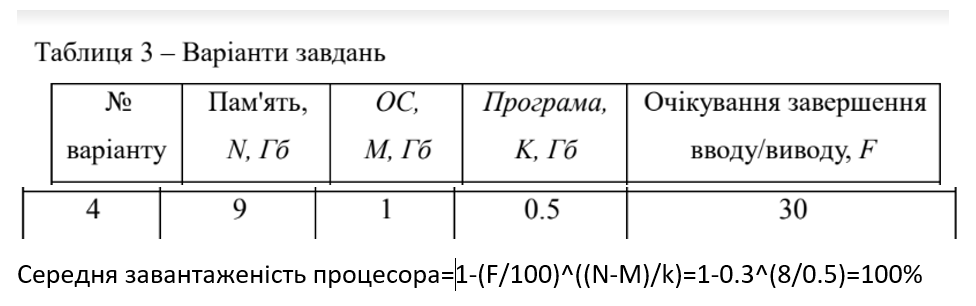 Таблиця 3 – Варіанти завдань
№ варіанту Пам'ять, N, Гб ОС, М, Гб Програма, К, Гб Очікування завершення вводу/виводу, F
4 9 1 0.5 30
Середня завантаженість процесора=1-(F/100)^((N-M)/k)=1-0.3^(8/0.5)=100%